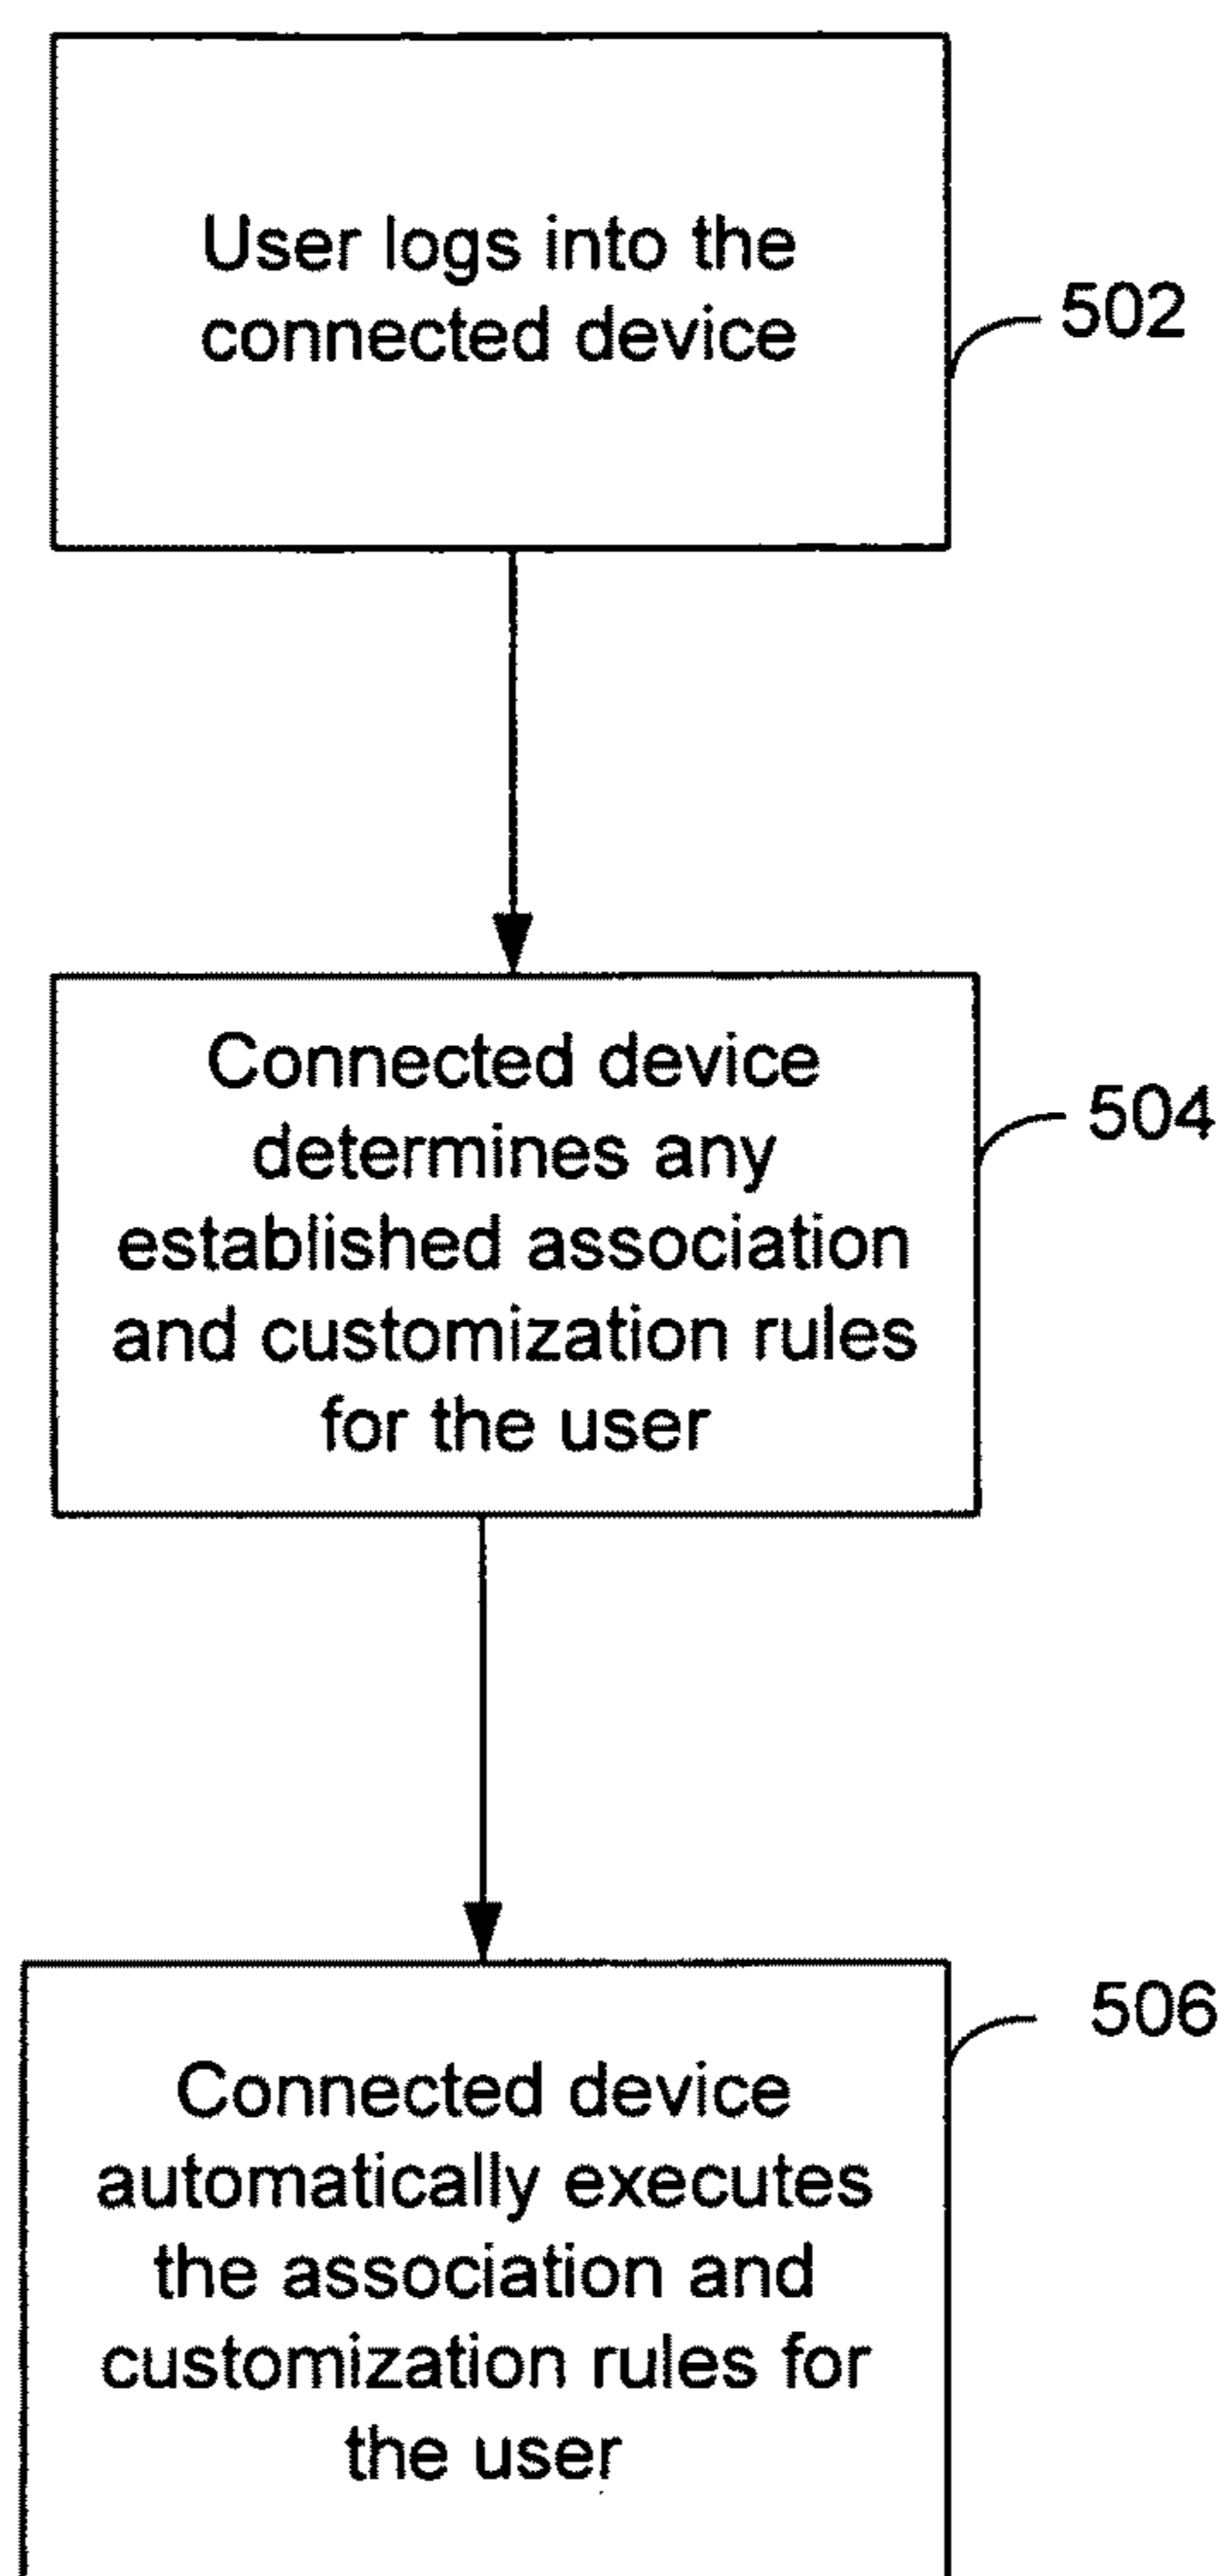 User logs into the
connected device
502
Connected device
determines any
established association
and customization rules
for the user
504
Connected device
automatically executes
the association and
customization rules for
the user
506